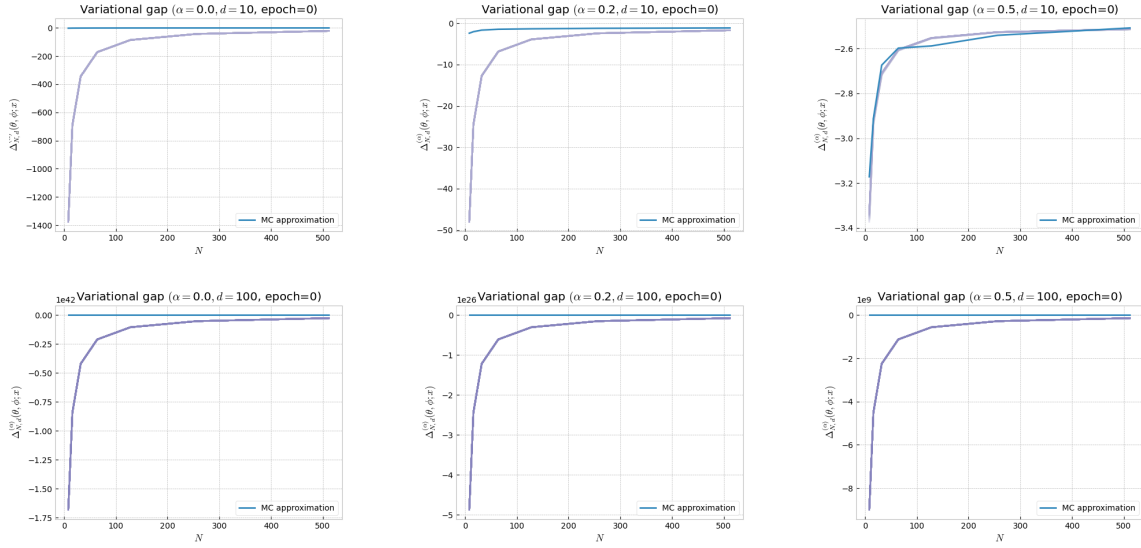 Variational gap (α = 0.0, d = 10, epoch=0)
0
−200
−400
−600
−800
−1000
−1200
−1400
0 100 200 300 400 500
N
MC approximation
Variational gap (α = 0.2, d = 10, epoch=0)
Δ_{N,d}^{(α)}(θ, ϕ; x)
0
−10
−20
−30
−40
−50
0 100 200 300 400 500
N
MC approximation
Variational gap (α = 0.5, d = 10, epoch=0)
Δ_{N,d}^{(α)}(θ, ϕ; x)
−2.6
−2.8
−3.0
−3.2
−3.4
0 100 200 300 400 500
N
MC approximation
1e42
Variational gap (α = 0.0, d = 100, epoch=0)
Δ_{N,d}^{(α)}(θ, ϕ; x)
0.00
−0.25
−0.50
−0.75
−1.00
−1.25
−1.50
−1.75
0 100 200 300 400 500
N
MC approximation
1e26
Variational gap (α = 0.2, d = 100, epoch=0)
Δ_{N,d}^{(α)}(θ, ϕ; x)
0
−1
−2
−3
−4
−5
0 100 200 300 400 500
N
MC approximation
1e9
Variational gap (α = 0.5, d = 100, epoch=0)
Δ_{N,d}^{(α)}(θ, ϕ; x)
0
−2
−4
−6
−8
0 100 200 300 400 500
N
MC approximation